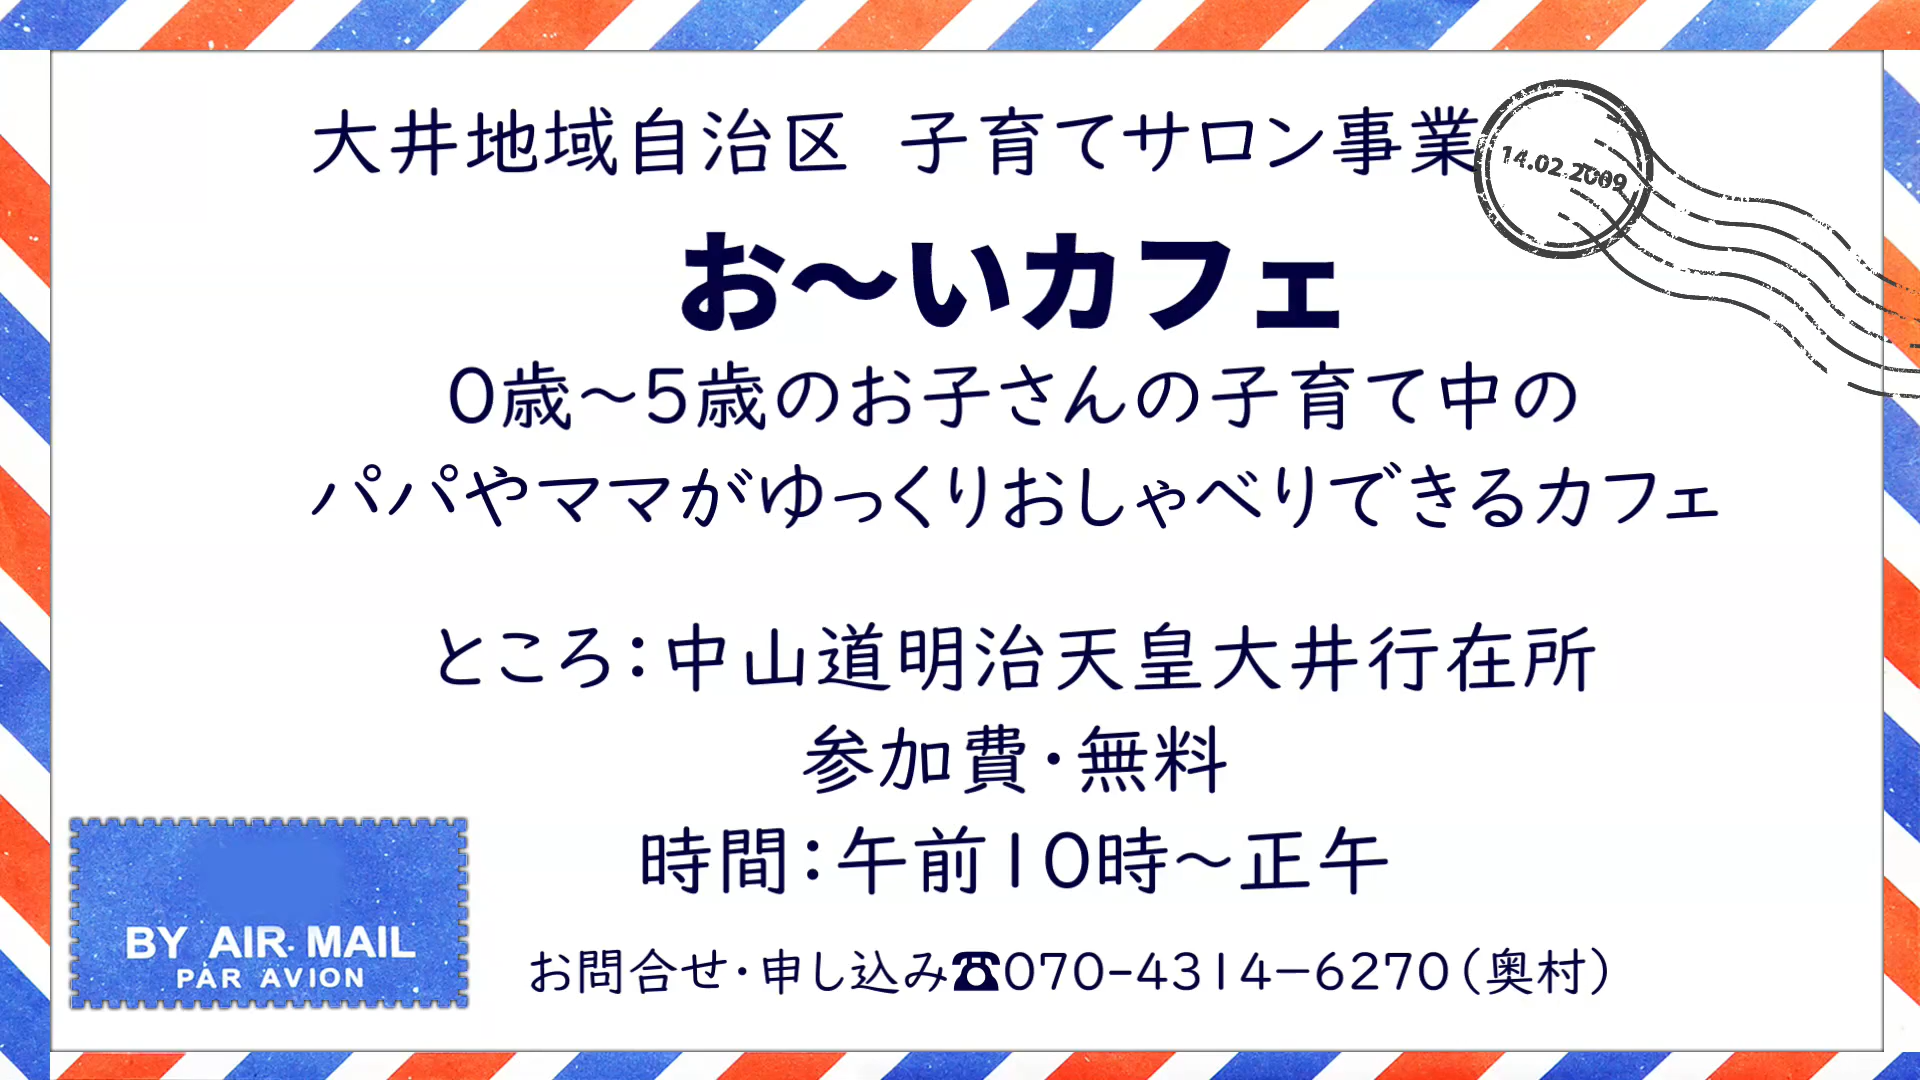 大井地域自治区　子育てサロン事業
14.02.2009
お～いカフェ
0歳～5歳のお子さんの子育て中の
パパやママがゆっくりおしゃべりできるカフェ
ところ：中山道明治天皇大井行在所
参加費・無料
時間：午前10時～正午
BY AIR MAIL
PAR AVION
お問合せ・申し込み☎070-4314－6270（奥村）